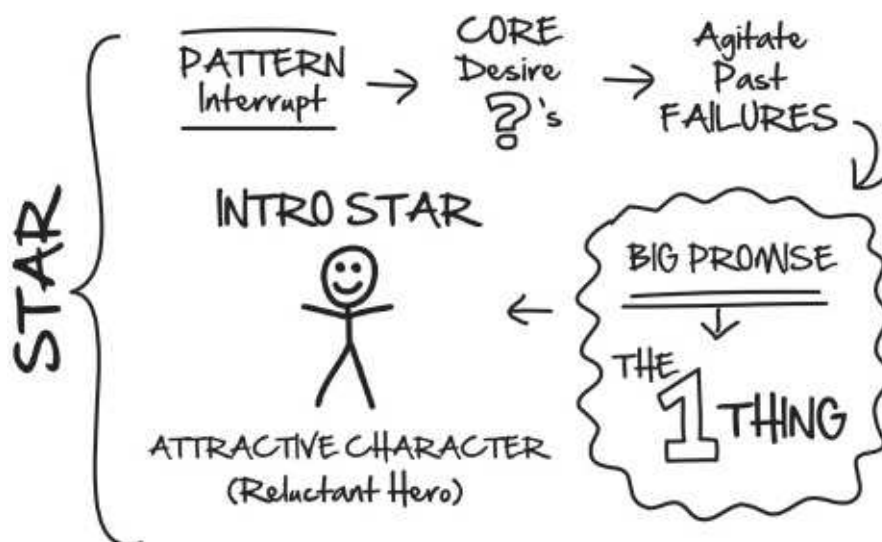 STAR
PATTERN
Interrupt
CORE
Desire
?'s
Agitate
Past
FAILURES
BIG PROMISE
THE
1 THING
INTRO STAR
ATTRACTIVE CHARACTER
(Reluctant Hero)